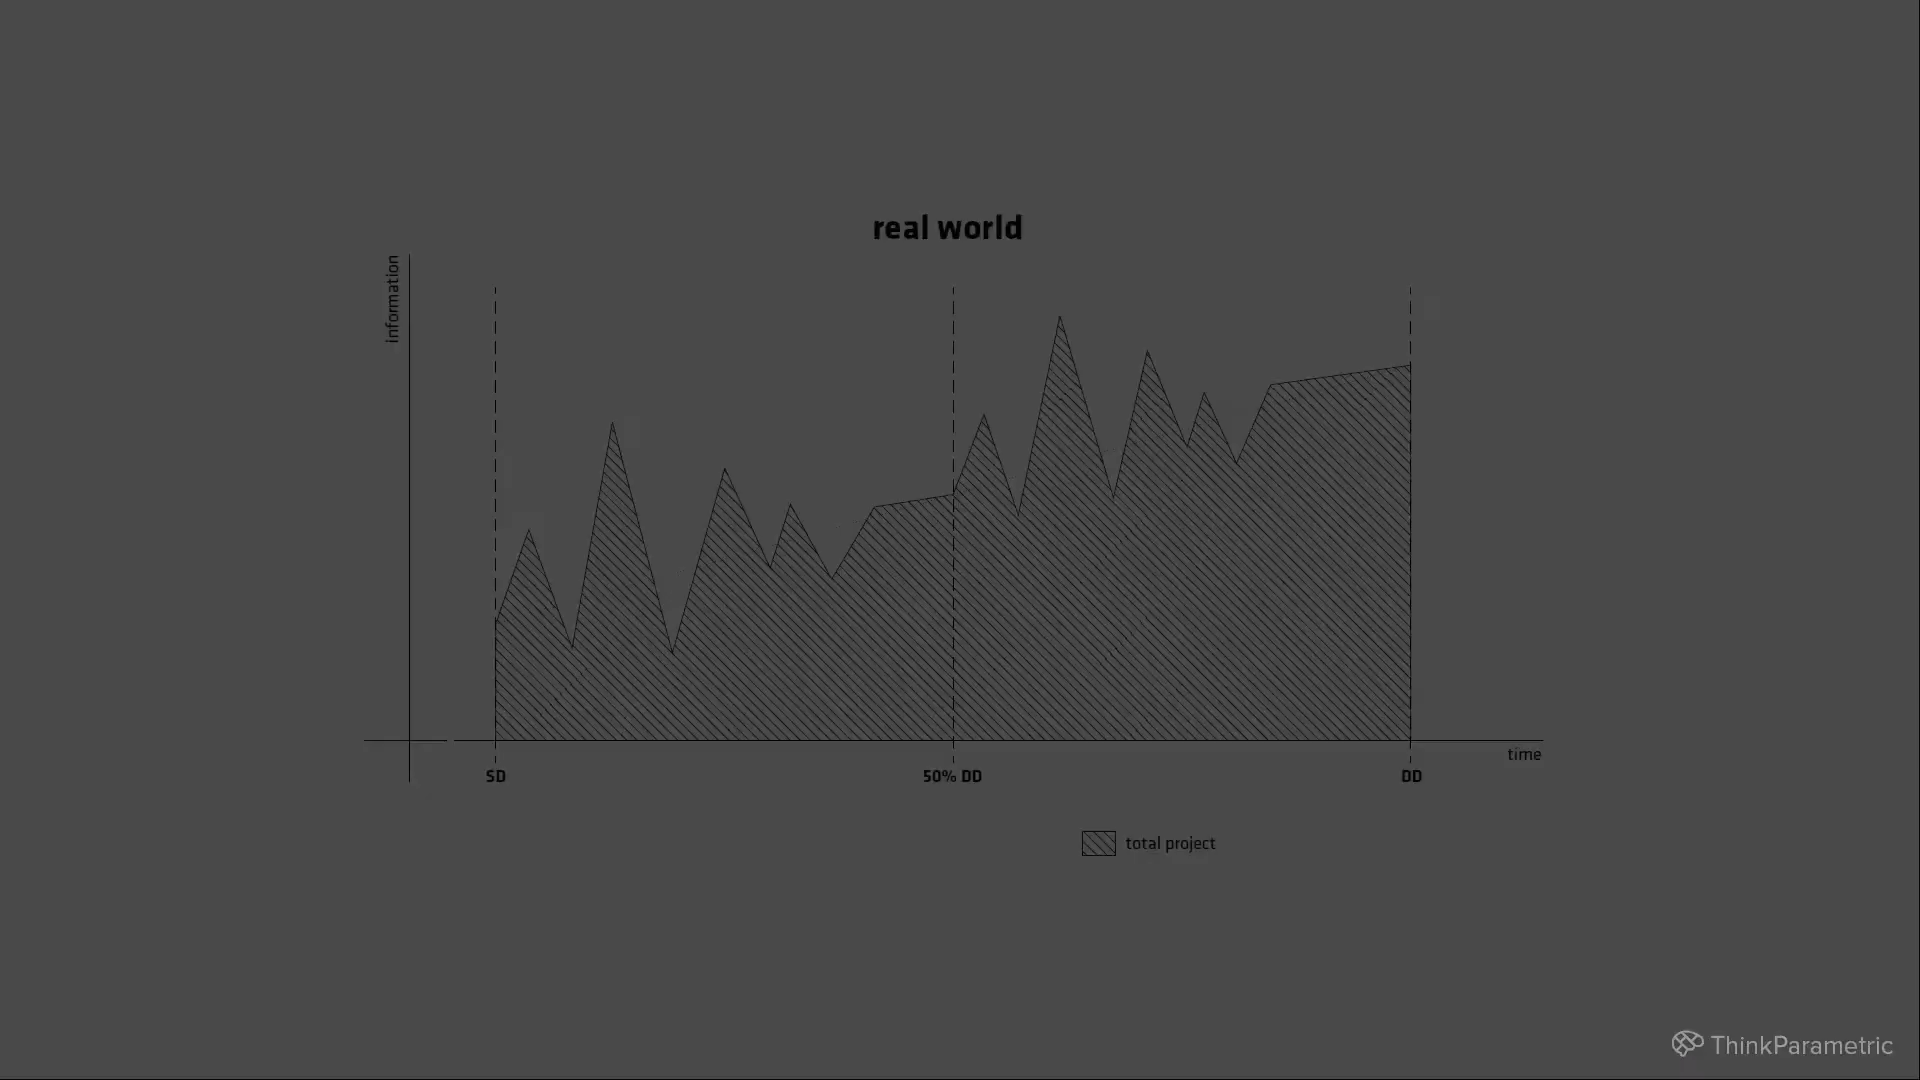 real world
information
time
SD
50% DD
DD
total project
ThinkParametric